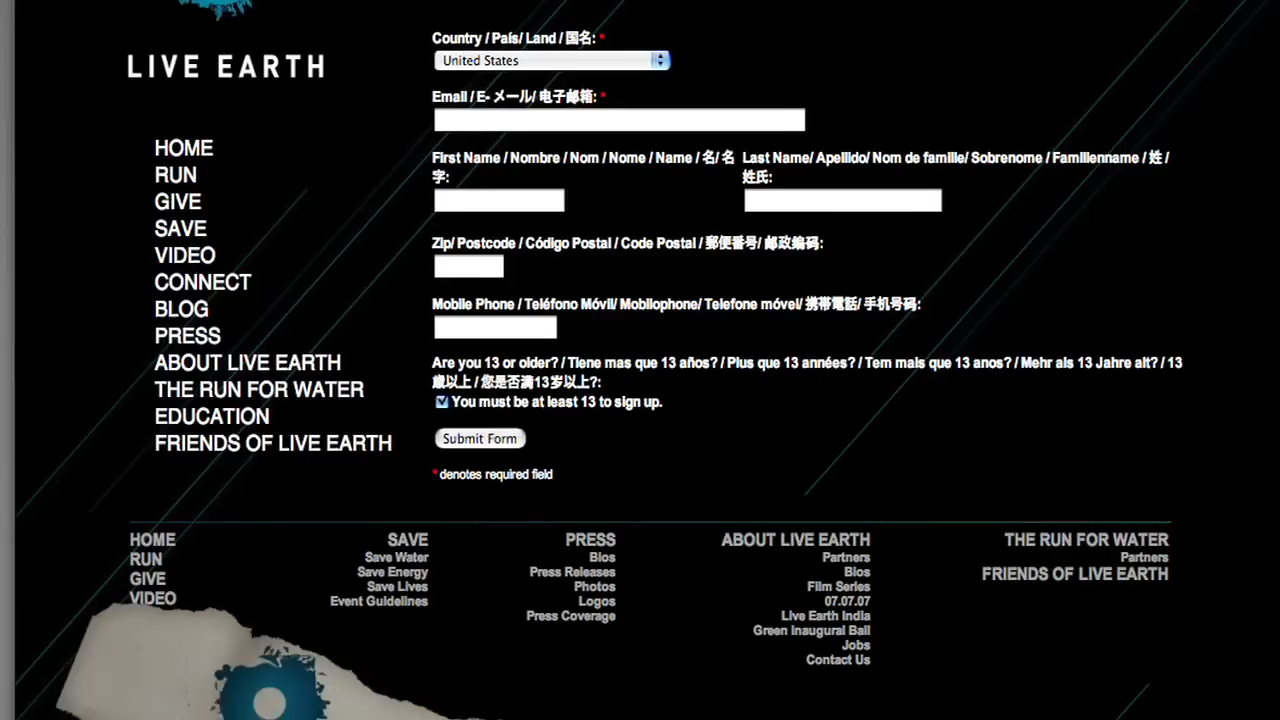 LIVE EARTH
HOME
RUN
GIVE
SAVE
VIDEO
CONNECT
BLOG
PRESS
ABOUT LIVE EARTH
THE RUN FOR WATER
EDUCATION
FRIENDS OF LIVE EARTH
Country / País/ Land / 国名: *
United States
Email / E- メール/ 电子邮箱: *
First Name / Nombre / Nom / Nome / Name / 名/ 名
字:
Last Name/ Apellido/ Nom de famille/ Sobrenome / Familienname / 姓 /
姓氏:
Zip/ Postcode / Código Postal / Code Postal / 郵便番号/ 邮政编码:
Mobile Phone / Teléfono Móvil/ Mobilophone/ Telefone móvel/ 携帯電話/ 手机号码:
Are you 13 or older? / Tiene mas que 13 años? / Plus que 13 années? / Tem mais que 13 anos? / Mehr als 13 Jahre alt? / 13
歳以上 / 您是否满13岁以上?:
You must be at least 13 to sign up.
Submit Form
* denotes required field
HOME
RUN
GIVE
VIDEO
SAVE
Save Water
Save Energy
Save Lives
Event Guidelines
PRESS
Bios
Press Releases
Photos
Logos
Press Coverage
ABOUT LIVE EARTH
Partners
Bios
Film Series
07.07.07
Live Earth India
Green Inaugural Ball
Jobs
Contact Us
THE RUN FOR WATER
Partners
FRIENDS OF LIVE EARTH